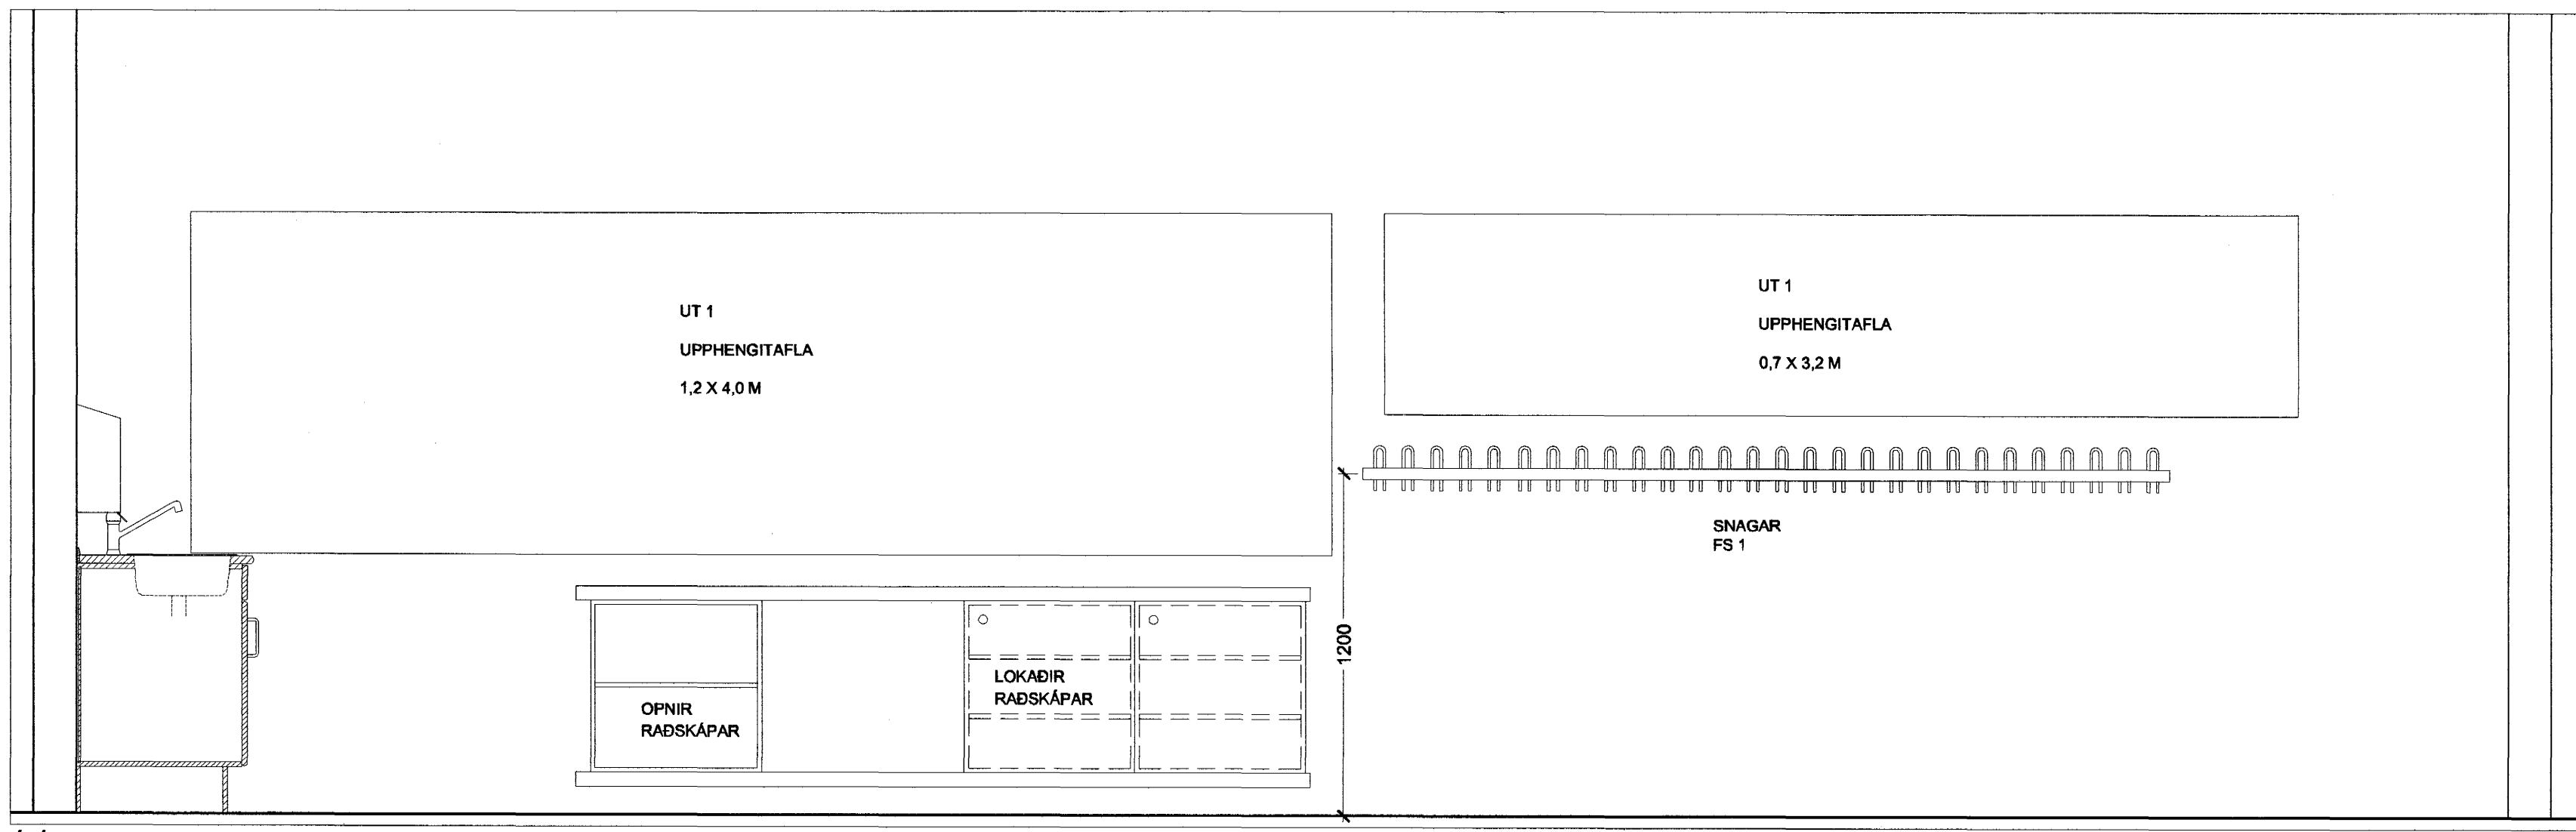 UT 1
UPPHENGITAFLA
1,2 X 4,0 M
UT 1
UPPHENGITAFLA
0,7 X 3,2 M
SNAGAR
FS 1
1200
OPNIR
RAÐSKÁPAR
LOKAÐIR
RAÐSKÁPAR